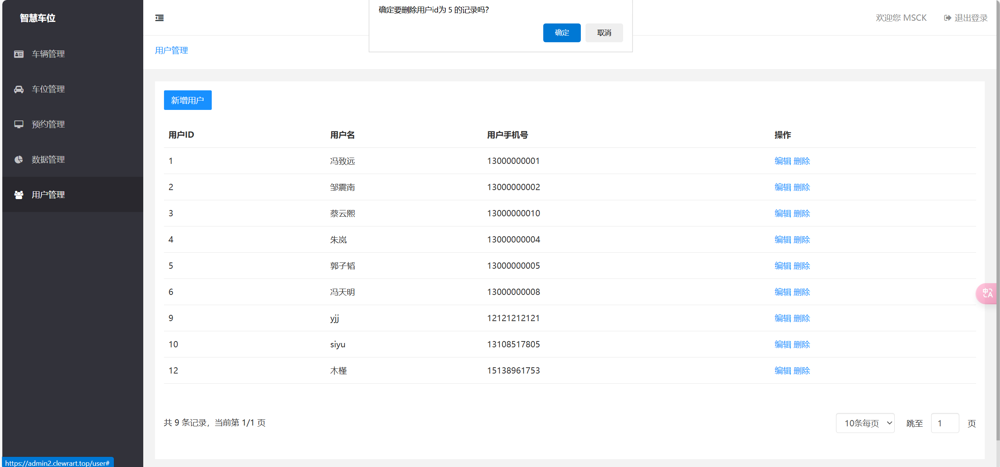 智慧车位
车辆管理
车位管理
预约管理
数据管理
用户管理
确定要删除用户id为 5 的记录吗?
确定 取消
欢迎您 MSCK 退出登录
用户管理
新增用户
用户ID 用户名 用户手机号 操作
1 冯致远 13000000001 编辑 删除
2 邹震南 13000000002 编辑 删除
3 蔡云熙 13000000010 编辑 删除
4 朱岚 13000000004 编辑 删除
5 郭子韬 13000000005 编辑 删除
6 冯天明 13000000008 编辑 删除
9 yjj 12121212121 编辑 删除
10 siyu 13108517805 编辑 删除
12 木槿 15138961753 编辑 删除
共 9 条记录，当前第 1/1 页 10条每页 跳至 1 页
中A
https://admin2.clewrart.top/user#